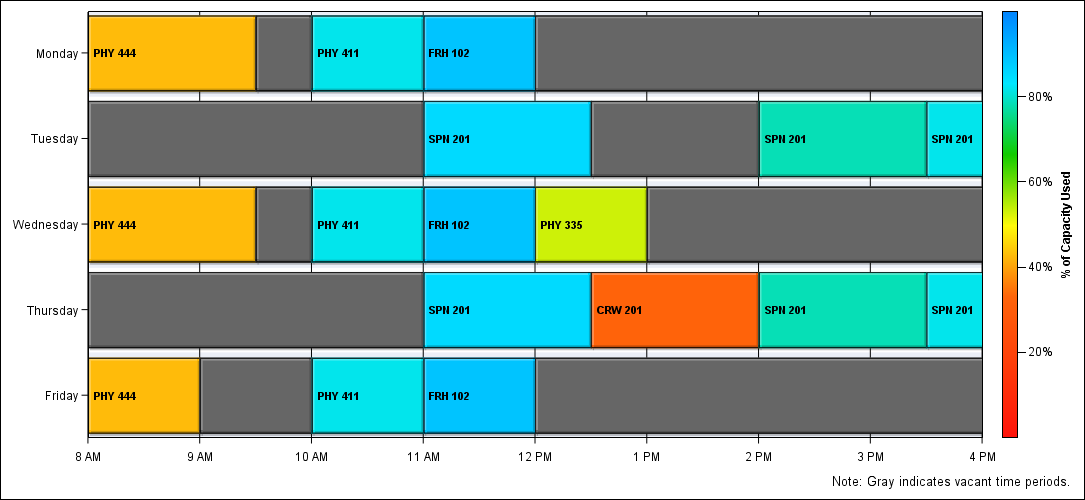 Monday
PHY 444
PHY 411
FRH 102
Tuesday
SPN 201
SPN 201
SPN 201
Wednesday
PHY 444
PHY 411
FRH 102
PHY 335
Thursday
SPN 201
CRW 201
SPN 201
SPN 201
Friday
PHY 444
PHY 411
FRH 102
8 AM
9 AM
10 AM
11 AM
12 PM
1 PM
2 PM
3 PM
4 PM
80%
60%
40%
20%
% of Capacity Used
Note: Gray indicates vacant time periods.